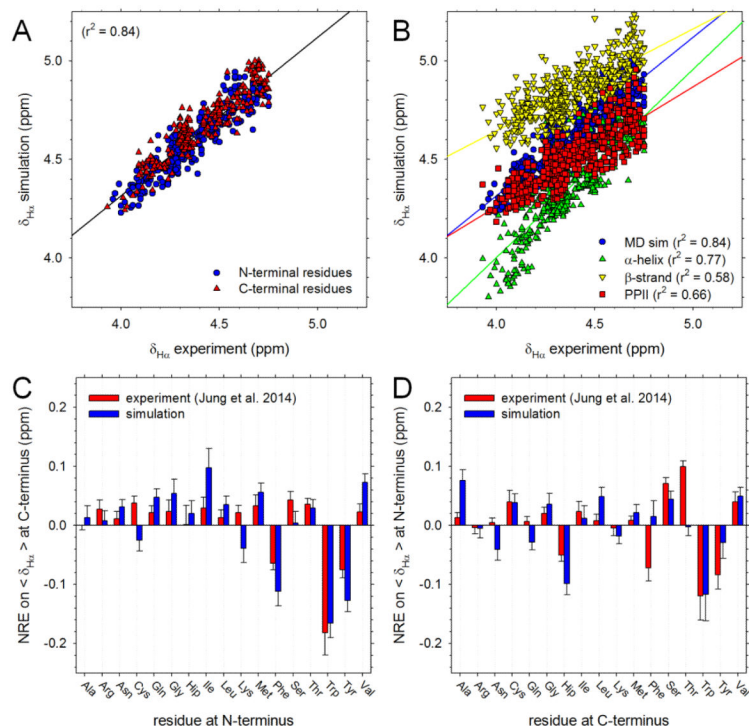 A
(r² = 0.84)
5.0
4.5
4.0
δHα simulation (ppm)
N-terminal residues
C-terminal residues
4.0 4.5 5.0
δHα experiment (ppm)
B
5.0
4.5
4.0
δHα simulation (ppm)
MD sim (r² = 0.84)
α-helix (r² = 0.77)
β-strand (r² = 0.58)
PPII (r² = 0.66)
4.0 4.5 5.0
δHα experiment (ppm)
C
experiment (Jung et al. 2014)
simulation
0.2
0.1
0.0
-0.1
-0.2
NRE on < δHα > at C-terminus (ppm)
Ala Arg Asn Cys Gln Gly Hip Ile Leu Lys Met Phe Ser Thr Trp Tyr Val
residue at N-terminus
D
experiment (Jung et al. 2014)
simulation
0.2
0.1
0.0
-0.1
-0.2
NRE on < δHα > at N-terminus (ppm)
Ala Arg Asn Cys Gln Gly Hip Ile Leu Lys Met Phe Ser Thr Trp Tyr Val
residue at C-terminus